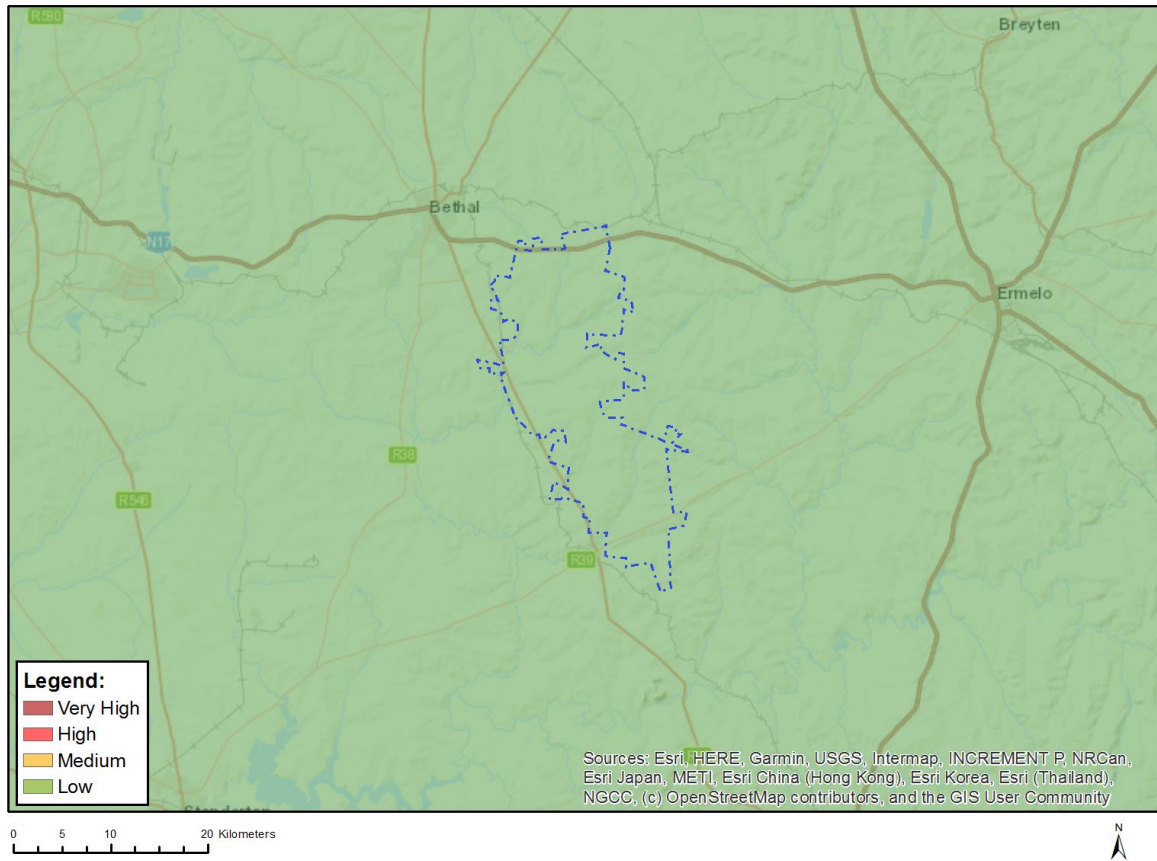 R580
Breyten
Bethal
N17
Ermelo
R38
R546
R39
Legend:
Very High
High
Medium
Low
Standerton
Sources: Esri, HERE, Garmin, USGS, Intermap, INCREMENT P, NRCan,
Esri Japan, METI, Esri China (Hong Kong), Esri Korea, Esri (Thailand),
NGCC, (c) OpenStreetMap contributors, and the GIS User Community
0 5 10 20 Kilometers
N